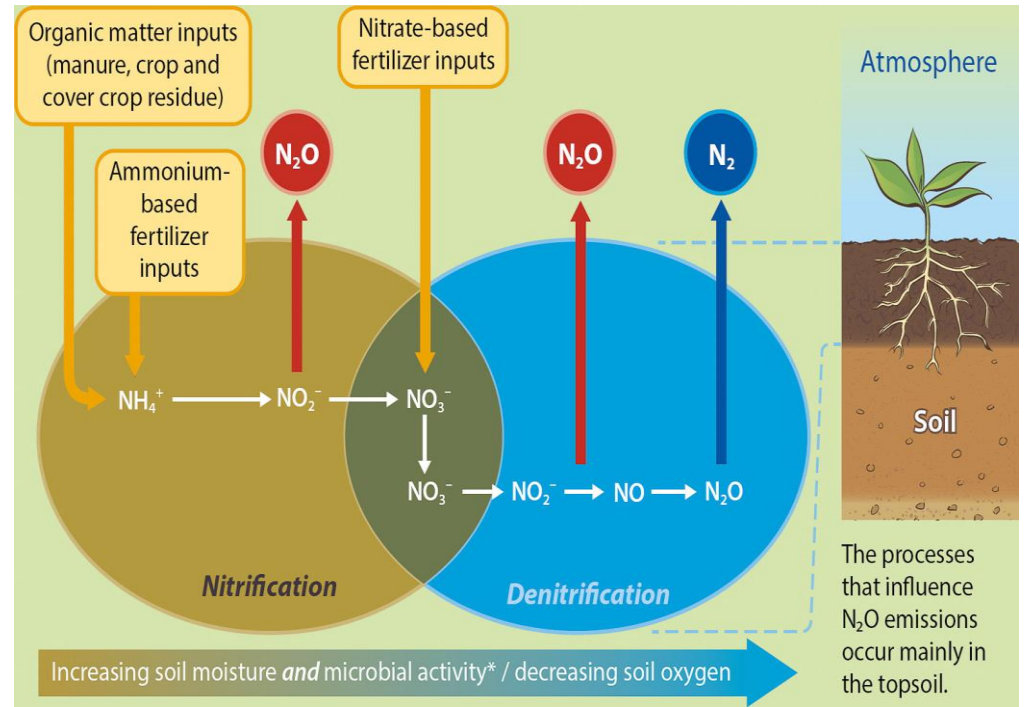 Organic matter inputs
(manure, crop and
cover crop residue)
Nitrate-based
fertilizer inputs
Atmosphere
Ammonium-
based
fertilizer
inputs
N₂O
N₂O
N₂
NH₄⁺
NO₂⁻
NO₃⁻
NO₃⁻
NO₂⁻
NO
N₂O
Soil
Nitrification
Denitrification
The processes
that influence
N₂O emissions
occur mainly in
the topsoil.
Increasing soil moisture and microbial activity* / decreasing soil oxygen